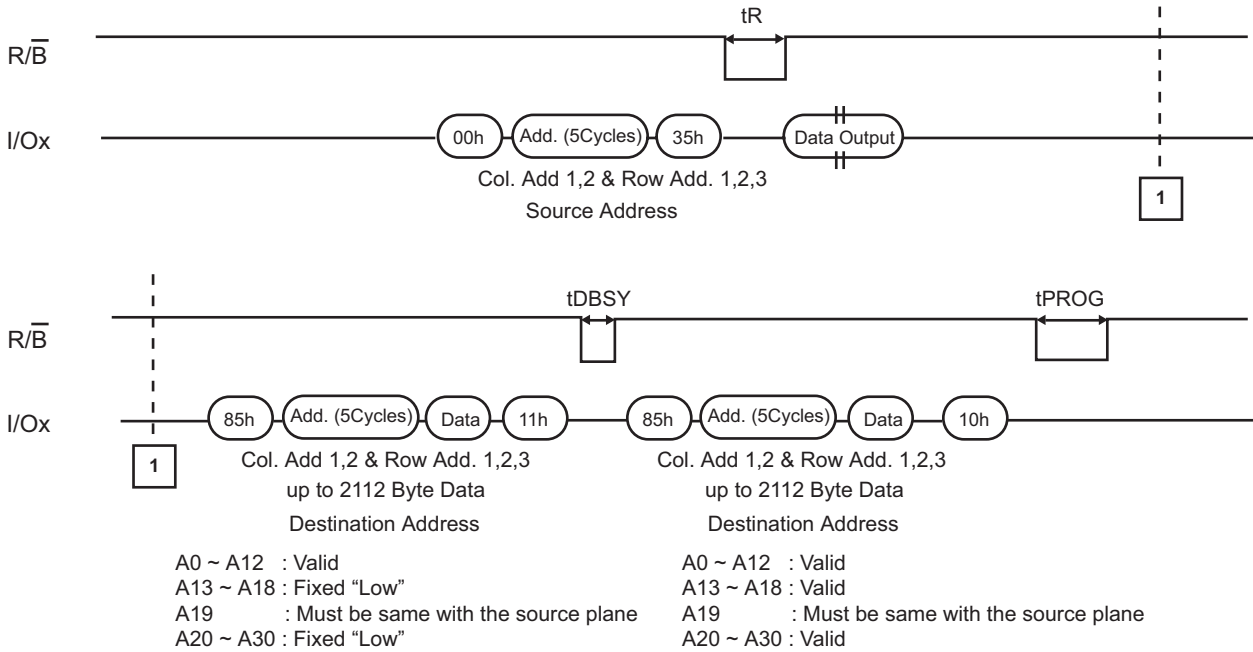 tR
R/B
I/Ox
00h Add. (5Cycles) 35h Data Output
Col. Add 1,2 & Row Add. 1,2,3
Source Address
1
tDBSY tPROG
R/B
I/Ox
85h Add. (5Cycles) Data 11h 85h Add. (5Cycles) Data 10h
1
Col. Add 1,2 & Row Add. 1,2,3 Col. Add 1,2 & Row Add. 1,2,3
up to 2112 Byte Data up to 2112 Byte Data
Destination Address Destination Address
A0 ~ A12 : Valid A0 ~ A12 : Valid
A13 ~ A18 : Fixed “Low” A13 ~ A18 : Valid
A19 : Must be same with the source plane A19 : Must be same with the source plane
A20 ~ A30 : Fixed “Low” A20 ~ A30 : Valid